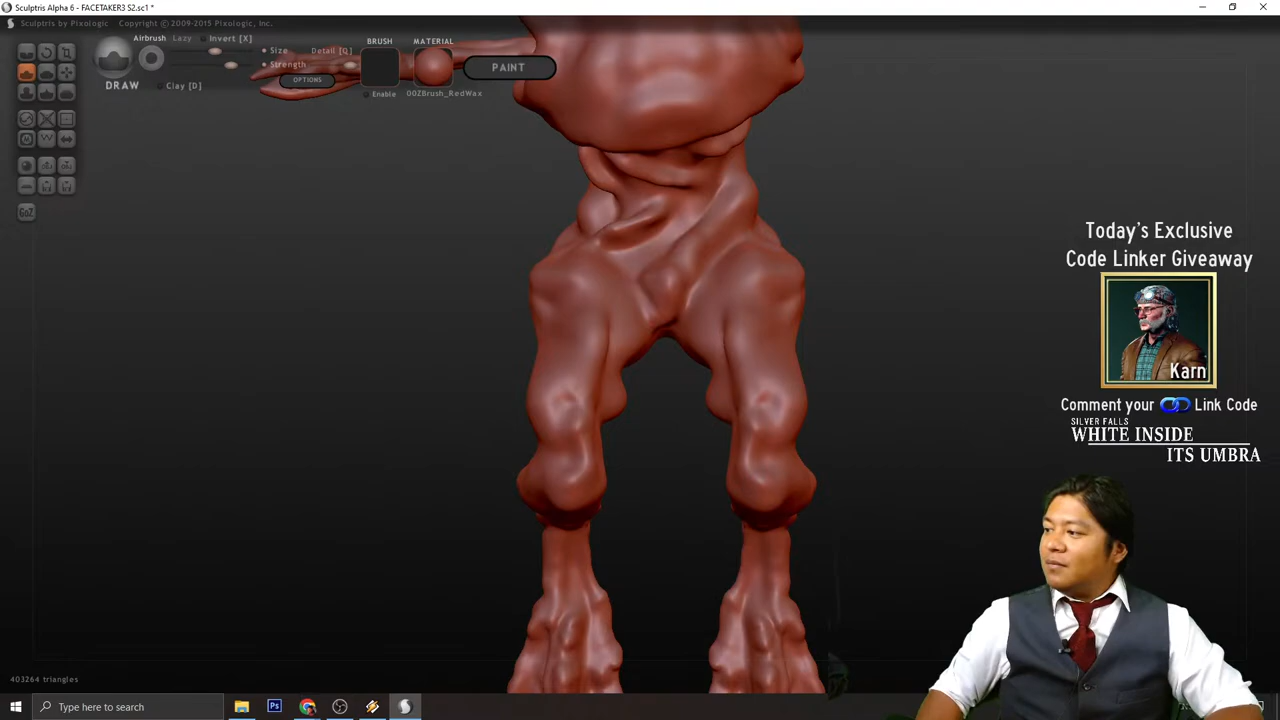 Sculptris Alpha 6 - FACETAKER3 S2.sc1 *
Sculptris by Pixologic Copyright © 2009-2015 Pixologic, Inc.
Airbrush Lazy Invert [X]
Size Detail [Q]
Strength
OPTIONS
DRAW Clay [D]
BRUSH
Enable
MATERIAL
00ZBrush_RedWax
PAINT
GoZ
Today's Exclusive
Code Linker Giveaway
Karn
Comment your Link Code
SILVER FALLS
WHITE INSIDE
ITS UMBRA
403264 triangles
Ps
Type here to search